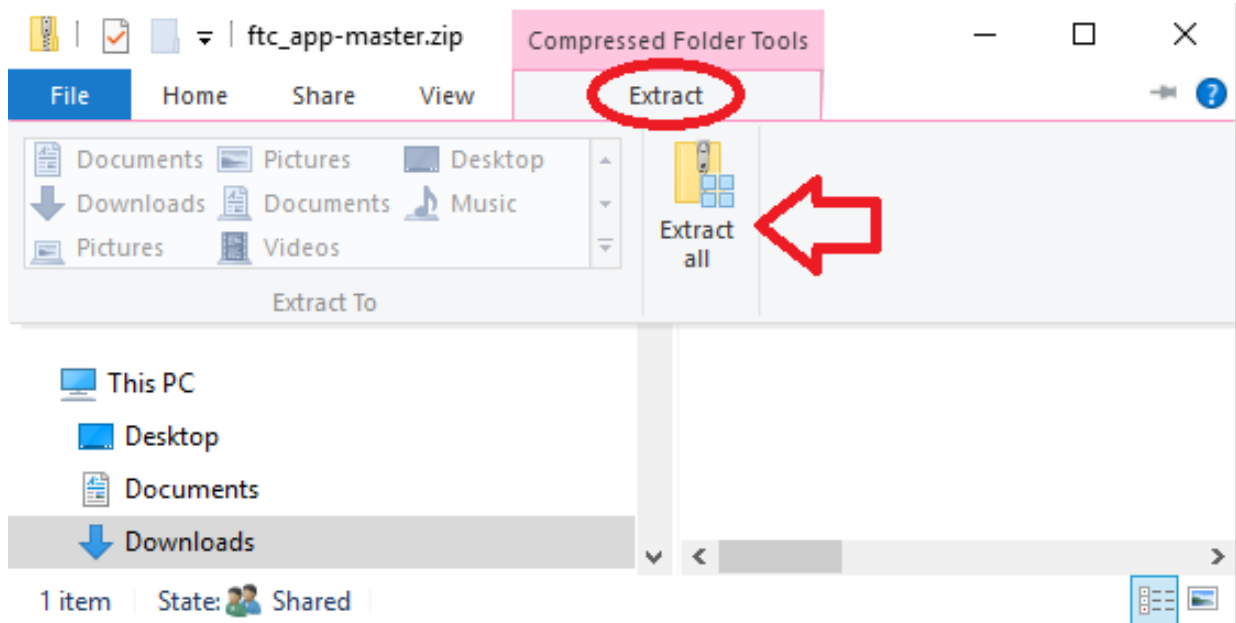 ftc_app-master.zip Compressed Folder Tools
File Home Share View Extract
Documents Pictures Desktop
Downloads Documents Music
Pictures Videos
Extract all
Extract To
This PC
Desktop
Documents
Downloads
1 item State: Shared